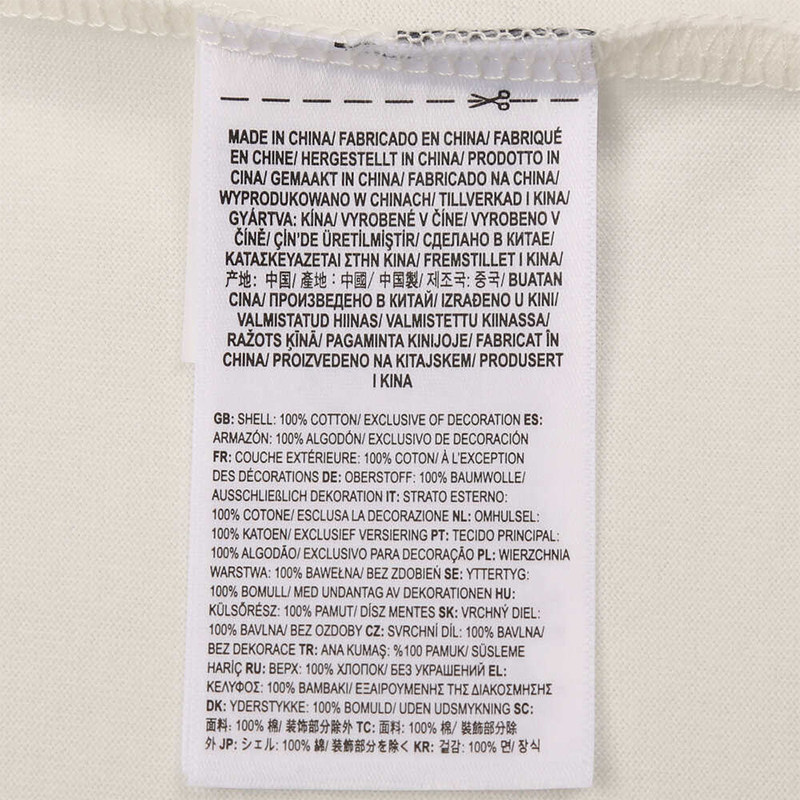 MADE IN CHINA/ FABRICADO EN CHINA/ FABRIQUÉ
EN CHINE/ HERGESTELLT IN CHINA/ PRODOTTO IN
CINA/ GEMAAKT IN CHINA/ FABRICADO NA CHINA/
WYPRODUKOWANO W CHINACH/ TILLVERKAD I KINA/
GYÁRTVA: KÍNA/ VYROBENÉ V ČÍNE/ VYROBENO V
ČÍNĚ/ ÇİN'DE ÜRETİLMİŞTİR/ СДЕЛАНО В КИТАЕ/
ΚΑΤΑΣΚΕΥΑΖΕΤΑΙ ΣΤΗΝ ΚΙΝΑ/ FREMSTILLET I KINA/
产地: 中国/ 產地: 中國/ 中国製/ 제조국: 중국/ BUATAN
CINA/ ПРОИЗВЕДЕНО В КИТАЙ/ IZRAĐENO U KINI/
VALMISTATUD HIINAS/ VALMISTETTU KIINASSA/
RAŽOTS ĶĪNĀ/ PAGAMINTA KINIJOJE/ FABRICAT ÎN
CHINA/ PROIZVEDENO NA KITAJSKEM/ PRODUSERT
I KINA
GB: SHELL: 100% COTTON/ EXCLUSIVE OF DECORATION ES:
ARMAZÓN: 100% ALGODÓN/ EXCLUSIVO DE DECORACIÓN
FR: COUCHE EXTÉRIEURE: 100% COTON/ À L'EXCEPTION
DES DÉCORATIONS DE: OBERSTOFF: 100% BAUMWOLLE/
AUSSCHLIEßLICH DEKORATION IT: STRATO ESTERNO:
100% COTONE/ ESCLUSA LA DECORAZIONE NL: OMHULSEL:
100% KATOEN/ EXCLUSIEF VERSIERING PT: TECIDO PRINCIPAL:
100% ALGODÃO/ EXCLUSIVO PARA DECORAÇÃO PL: WIERZCHNIA
WARSTWA: 100% BAWEŁNA/ BEZ ZDOBIEŃ SE: YTTERTYG:
100% BOMULL/ MED UNDANTAG AV DEKORATIONEN HU:
KÜLSŐRÉSZ: 100% PAMUT/ DÍSZ MENTES SK: VRCHNÝ DIEL:
100% BAVLNA/ BEZ OZDOBY CZ: SVRCHNÍ DÍL: 100% BAVLNA/
BEZ DEKORACE TR: ANA KUMAŞ: %100 PAMUK/ SÜSLEME
HARİÇ RU: ВЕРХ: 100% ХЛОПОК/ БЕЗ УКРАШЕНИЙ EL:
ΚΕΛΥΦΟΣ: 100% ΒΑΜΒΑΚΙ/ ΕΞΑΙΡΟΥΜΕΝΗΣ ΤΗΣ ΔΙΑΚΟΣΜΗΣΗΣ
DK: YDERSTYKKE: 100% BOMULD/ UDEN UDSMYKNING SC:
面料: 100% 棉/ 装饰部分除外 TC: 面料: 100% 棉/ 裝飾部分除
外 JP: シェル: 100% 綿/ 装飾部分を除く KR: 겉감: 100% 면/ 장식